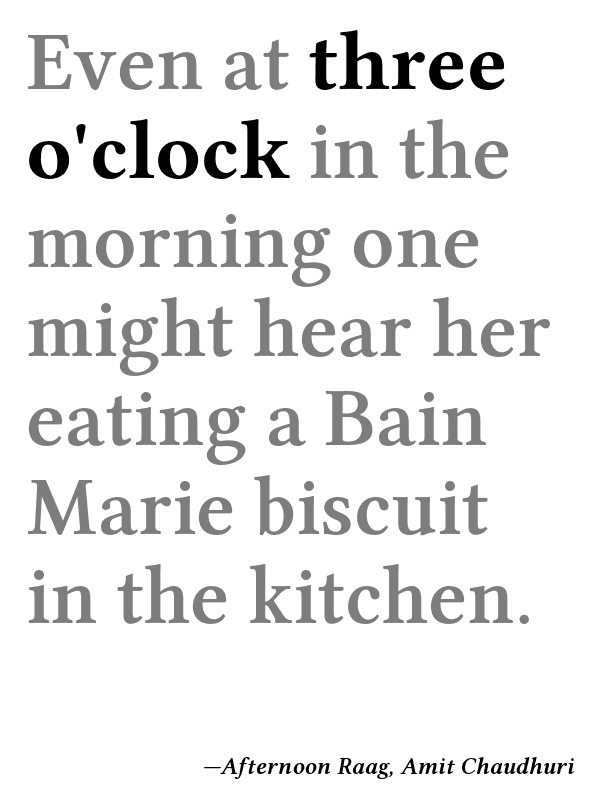 Even at three
o'clock in the
morning one
might hear her
eating a Bain
Marie biscuit
in the kitchen.
—Afternoon Raag, Amit Chaudhuri